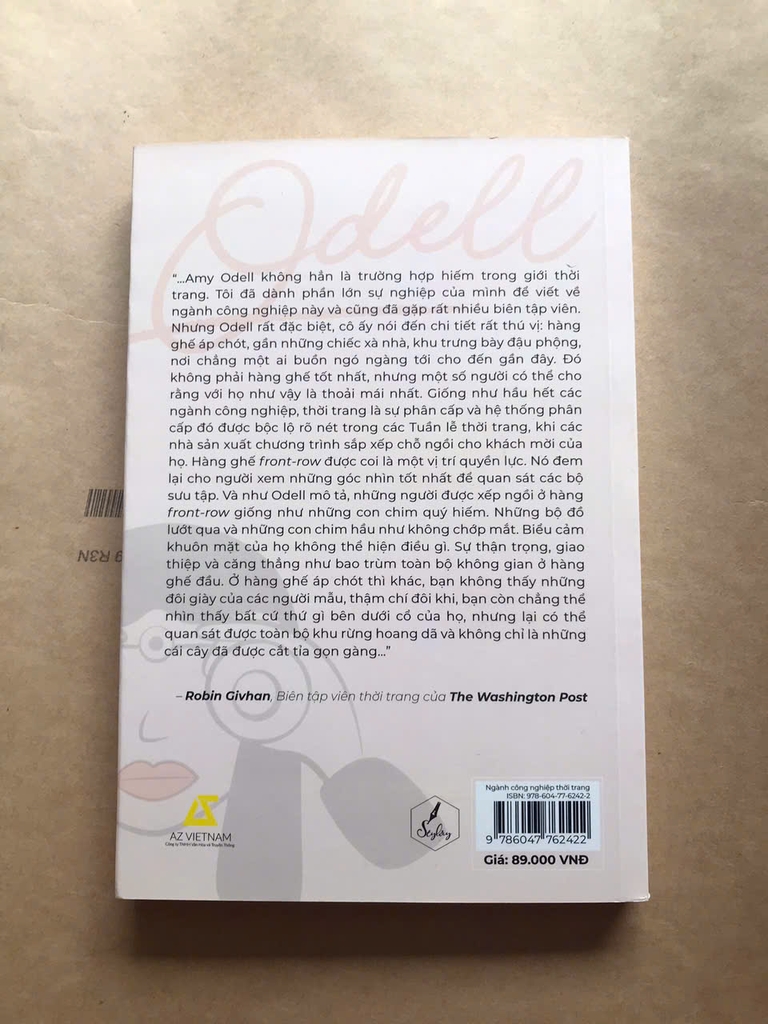 Odell
“...Amy Odell không hẳn là trường hợp hiếm trong giới thời
trang. Tôi đã dành phần lớn sự nghiệp của mình để viết về
ngành công nghiệp này và cũng đã gặp rất nhiều biên tập viên.
Nhưng Odell rất đặc biệt, cô ấy nói đến chi tiết rất thú vị: hàng
ghế áp chót, gần những chiếc xà nhà, khu trưng bày đậu phộng,
nơi chẳng một ai buồn ngó ngàng tới cho đến gần đây. Đó
không phải hàng ghế tốt nhất, nhưng một số người có thể cho
rằng với họ như vậy là thoải mái nhất. Giống như hầu hết các
ngành công nghiệp, thời trang là sự phân cấp và hệ thống phân
cấp đó được bộc lộ rõ nét trong các Tuần lễ thời trang, khi các
nhà sản xuất chương trình sắp xếp chỗ ngồi cho khách mời của
họ. Hàng ghế front-row được coi là một vị trí quyền lực. Nó đem
lại cho người xem những góc nhìn tốt nhất để quan sát các bộ
sưu tập. Và như Odell mô tả, những người được xếp ngồi ở hàng
front-row giống như những con chim quý hiếm. Những bộ đồ
lướt qua và những con chim hầu như không chớp mắt. Biểu cảm
khuôn mặt của họ không thể hiện điều gì. Sự thận trọng, giao
thiệp và căng thẳng như bao trùm toàn bộ không gian ở hàng
ghế đầu. Ở hàng ghế áp chót thì khác, bạn không thấy những
đôi giày của các người mẫu, thậm chí đôi khi, bạn còn chẳng thể
nhìn thấy bất cứ thứ gì bên dưới cổ của họ, nhưng lại có thể
quan sát được toàn bộ khu rừng hoang dã và không chỉ là những
cái cây đã được cắt tỉa gọn gàng...”
– Robin Givhan, Biên tập viên thời trang của The Washington Post
AZ VIETNAM
Công ty TNHH Văn Hóa và Truyền Thông
Stylory
Ngành công nghiệp thời trang
ISBN: 978-604-77-6242-2
9 786047 762422
Giá: 89.000 VNĐ
9 R3N